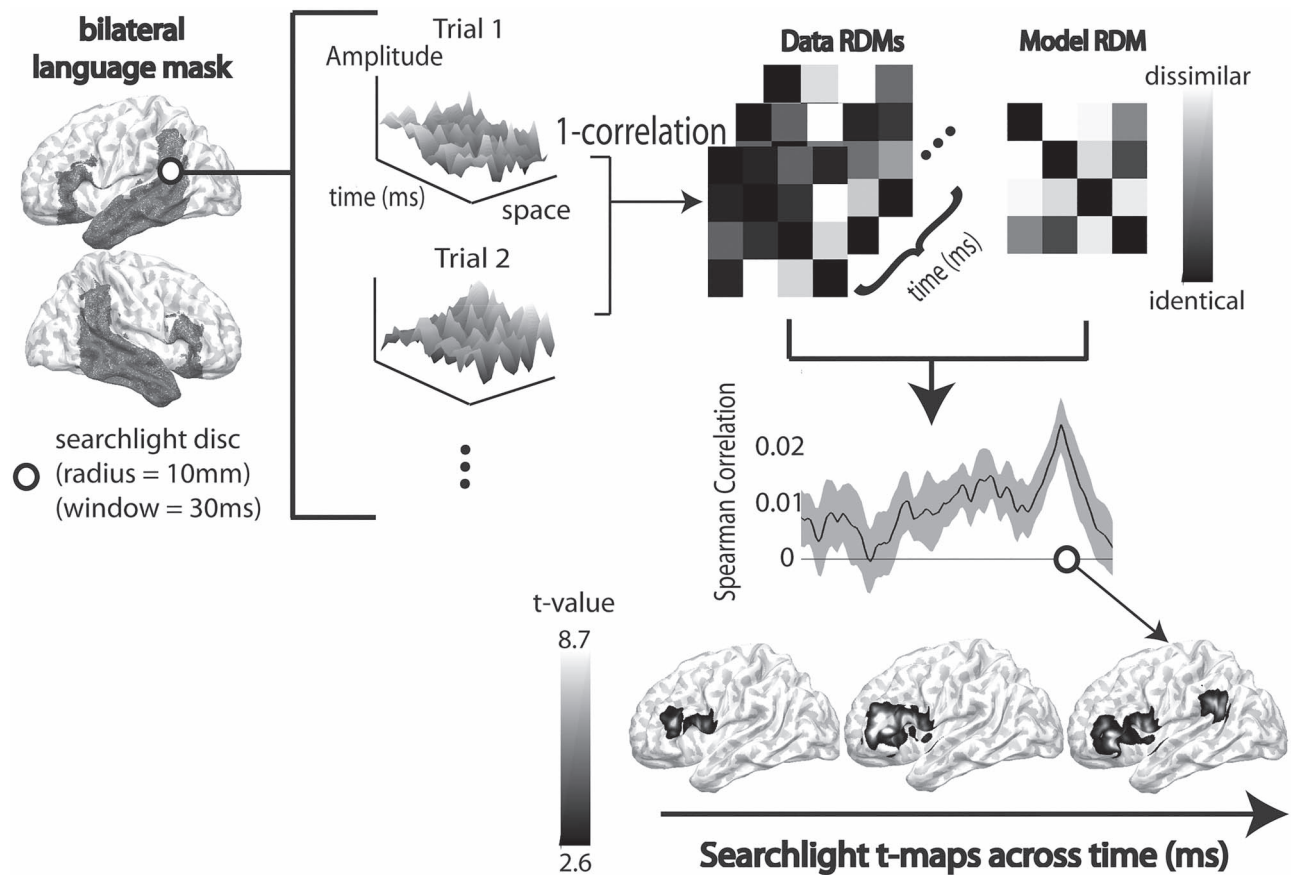 bilateral
language mask
searchlight disc
(radius = 10mm)
(window = 30ms)
Trial 1
Amplitude
time (ms)
space
Trial 2
1-correlation
Data RDMs
time (ms)
Model RDM
dissimilar
identical
Spearman Correlation
0.02
0.01
0
t-value
8.7
2.6
Searchlight t-maps across time (ms)